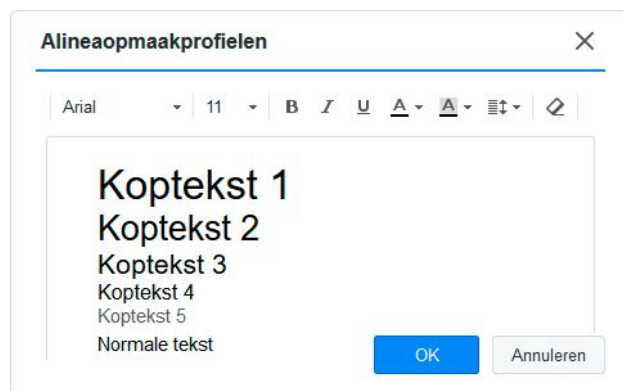 Alineaopmaakprofielen
Arial 11 B I U A A
Koptekst 1
Koptekst 2
Koptekst 3
Koptekst 4
Koptekst 5
Normale tekst
OK Annuleren